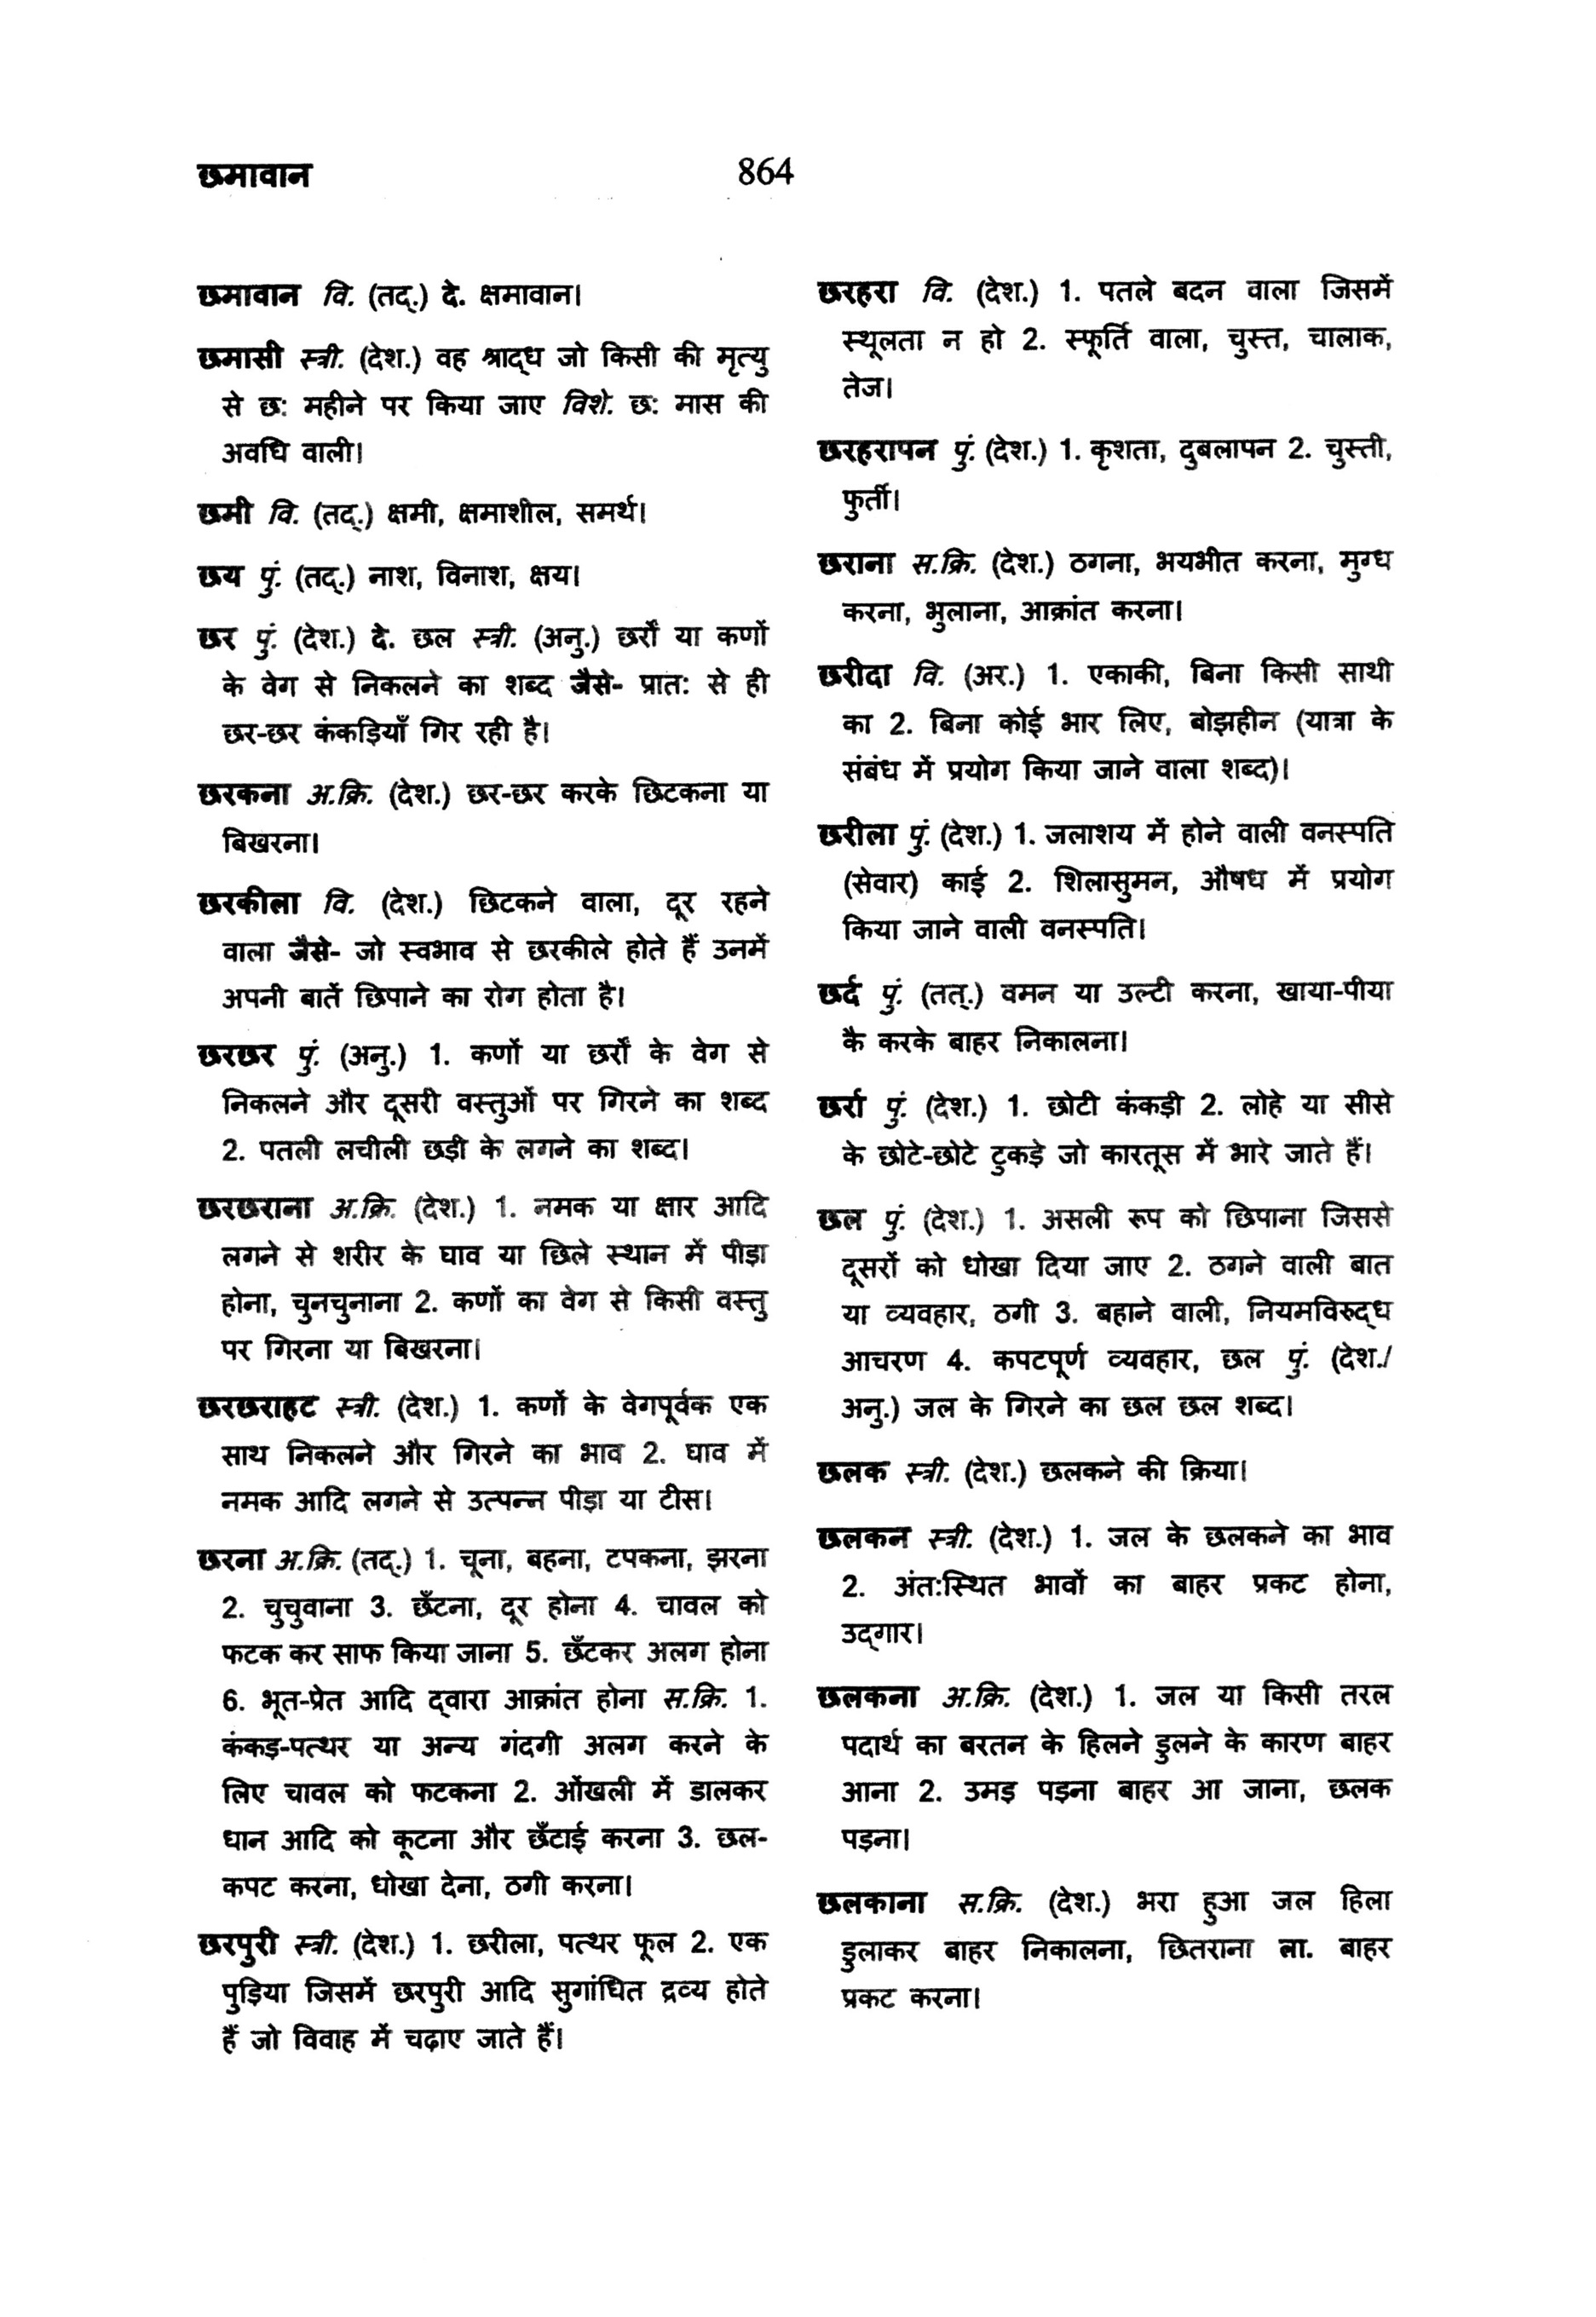 छमावान
864
छमावान वि. (तद्.) दे. क्षमावान।
छमासी स्त्री. (देश.) वह श्राद्ध जो किसी की मृत्यु
से छः महीने पर किया जाए विशे. छः मास की
अवधि वाली।
छमी वि. (तद्.) क्षमी, क्षमाशील, समर्थ।
छय पुं. (तद्.) नाश, विनाश, क्षय।
छर पुं. (देश.) दे. छल स्त्री. (अनु.) छर्रों या कणों
के वेग से निकलने का शब्द जैसे- प्रातः से ही
छर-छर कंकड़ियाँ गिर रही है।
छरकना अ.क्रि. (देश.) छर-छर करके छिटकना या
बिखरना।
छरकीला वि. (देश.) छिटकने वाला, दूर रहने
वाला जैसे- जो स्वभाव से छरकीले होते हैं उनमें
अपनी बातें छिपाने का रोग होता है।
छरछर पुं. (अनु.) 1. कणों या छर्रों के वेग से
निकलने और दूसरी वस्तुओं पर गिरने का शब्द
2. पतली लचीली छड़ी के लगने का शब्द।
छरछराना अ.क्रि. (देश.) 1. नमक या क्षार आदि
लगने से शरीर के घाव या छिले स्थान में पीड़ा
होना, चुनचुनाना 2. कणों का वेग से किसी वस्तु
पर गिरना या बिखरना।
छरछराहट स्त्री. (देश.) 1. कणों के वेगपूर्वक एक
साथ निकलने और गिरने का भाव 2. घाव में
नमक आदि लगने से उत्पन्न पीड़ा या टीस।
छरना अ.क्रि. (तद्.) 1. चूना, बहना, टपकना, झरना
2. चुचुवाना 3. छँटना, दूर होना 4. चावल को
फटक कर साफ किया जाना 5. छँटकर अलग होना
6. भूत-प्रेत आदि द्वारा आक्रांत होना स.क्रि. 1.
कंकड़-पत्थर या अन्य गंदगी अलग करने के
लिए चावल को फटकना 2. ओंखली में डालकर
धान आदि को कूटना और छँटाई करना 3. छल-
कपट करना, धोखा देना, ठगी करना।
छरपुरी स्त्री. (देश.) 1. छरीला, पत्थर फूल 2. एक
पुड़िया जिसमें छरपुरी आदि सुगांधित द्रव्य होते
हैं जो विवाह में चढ़ाए जाते हैं।
छरहरा वि. (देश.) 1. पतले बदन वाला जिसमें
स्थूलता न हो 2. स्फूर्ति वाला, चुस्त, चालाक,
तेज।
छरहरापन पुं. (देश.) 1. कृशता, दुबलापन 2. चुस्ती,
फुर्ती।
छराना स.क्रि. (देश.) ठगना, भयभीत करना, मुग्ध
करना, भुलाना, आक्रांत करना।
छरीदा वि. (अर.) 1. एकाकी, बिना किसी साथी
का 2. बिना कोई भार लिए, बोझहीन (यात्रा के
संबंध में प्रयोग किया जाने वाला शब्द)।
छरीला पुं. (देश.) 1. जलाशय में होने वाली वनस्पति
(सेवार) काई 2. शिलासुमन, औषध में प्रयोग
किया जाने वाली वनस्पति।
छर्द पुं. (तत्.) वमन या उल्टी करना, खाया-पीया
कै करके बाहर निकालना।
छर्रा पुं. (देश.) 1. छोटी कंकड़ी 2. लोहे या सीसे
के छोटे-छोटे टुकड़े जो कारतूस में भारे जाते हैं।
छल पुं. (देश.) 1. असली रूप को छिपाना जिससे
दूसरों को धोखा दिया जाए 2. ठगने वाली बात
या व्यवहार, ठगी 3. बहाने वाली, नियमविरुद्ध
आचरण 4. कपटपूर्ण व्यवहार, छल पुं. (देश./
अनु.) जल के गिरने का छल छल शब्द।
छलक स्त्री. (देश.) छलकने की क्रिया।
छलकन स्त्री. (देश.) 1. जल के छलकने का भाव
2. अंतःस्थित भावों का बाहर प्रकट होना,
उद्गार।
छलकना अ.क्रि. (देश.) 1. जल या किसी तरल
पदार्थ का बरतन के हिलने डुलने के कारण बाहर
आना 2. उमड़ पड़ना बाहर आ जाना, छलक
पड़ना।
छलकाना स.क्रि. (देश.) भरा हुआ जल हिला
डुलाकर बाहर निकालना, छितराना ला. बाहर
प्रकट करना।